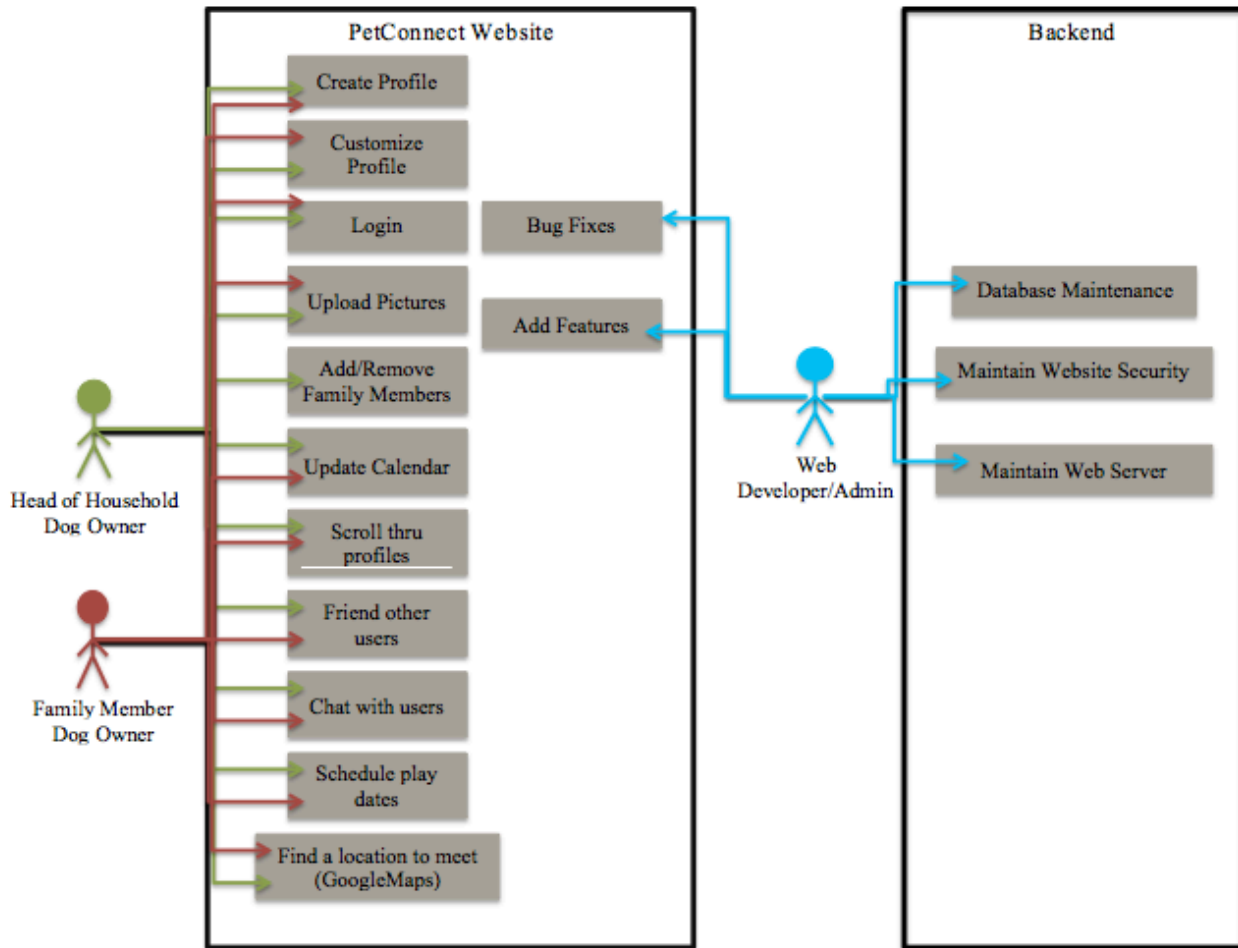 PetConnect Website
Create Profile
Customize
Profile
Login
Upload Pictures
Add/Remove
Family Members
Update Calendar
Scroll thru
profiles
Friend other
users
Chat with users
Schedule play
dates
Find a location to meet
(GoogleMaps)
Bug Fixes
Add Features
Head of Household
Dog Owner
Family Member
Dog Owner
Web
Developer/Admin
Backend
Database Maintenance
Maintain Website Security
Maintain Web Server